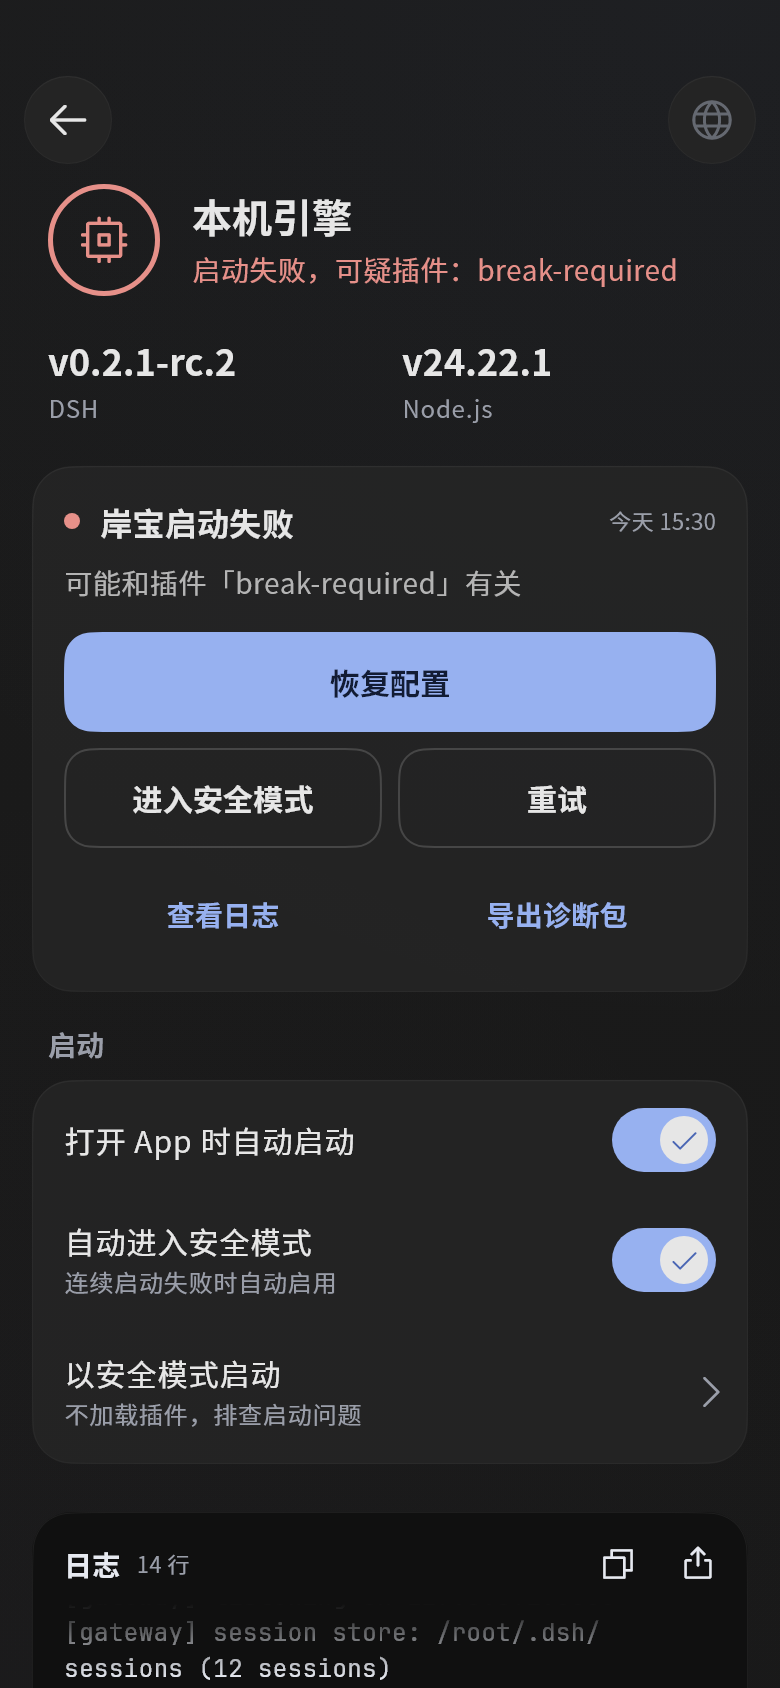 本机引擎
启动失败，可疑插件：break-required
v0.2.1-rc.2
DSH
v24.22.1
Node.js
岸宝启动失败
今天 15:30
可能和插件「break-required」有关
恢复配置
进入安全模式
重试
查看日志
导出诊断包
启动
打开 App 时自动启动
自动进入安全模式
连续启动失败时自动启用
以安全模式启动
不加载插件，排查启动问题
日志
14 行
[gateway] session store: /root/.dsh/
sessions (12 sessions)